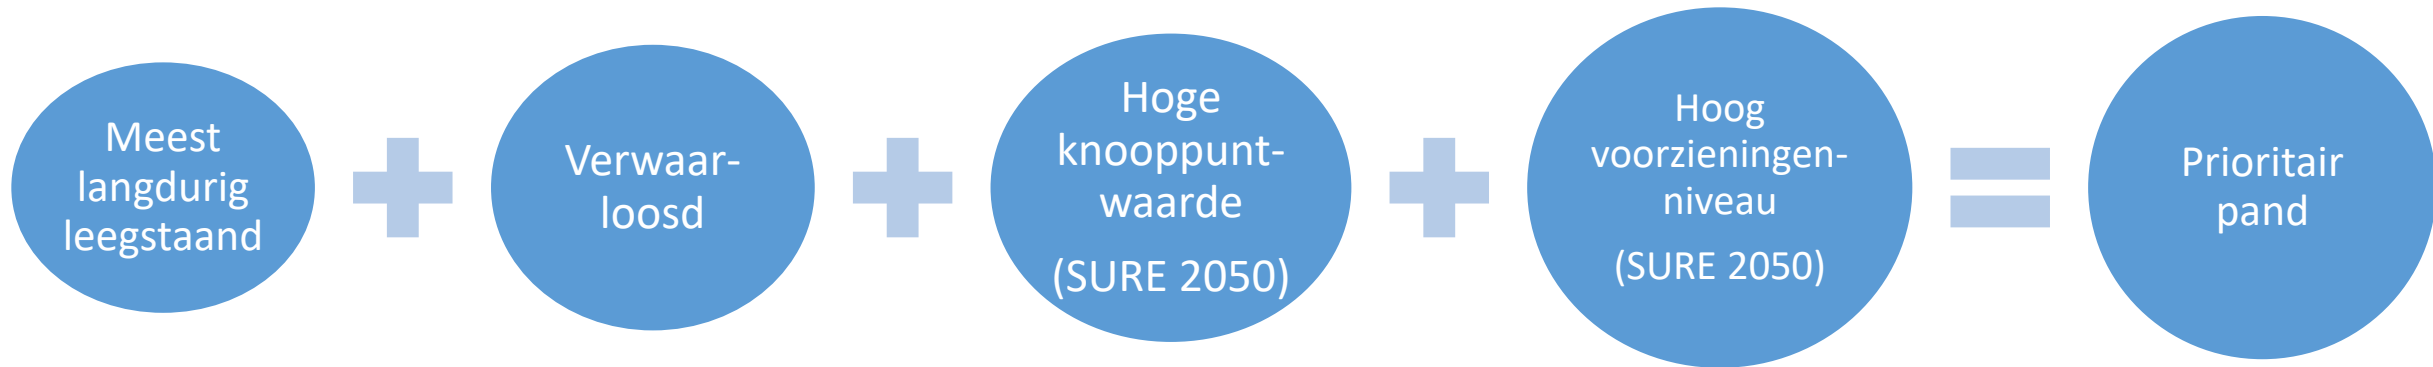 Meest
langdurig
leegstaand
Verwaar-
loosd
Hoge
knooppunt-
waarde
(SURE 2050)
Hoog
voorzieningen-
niveau
(SURE 2050)
Prioritair
pand